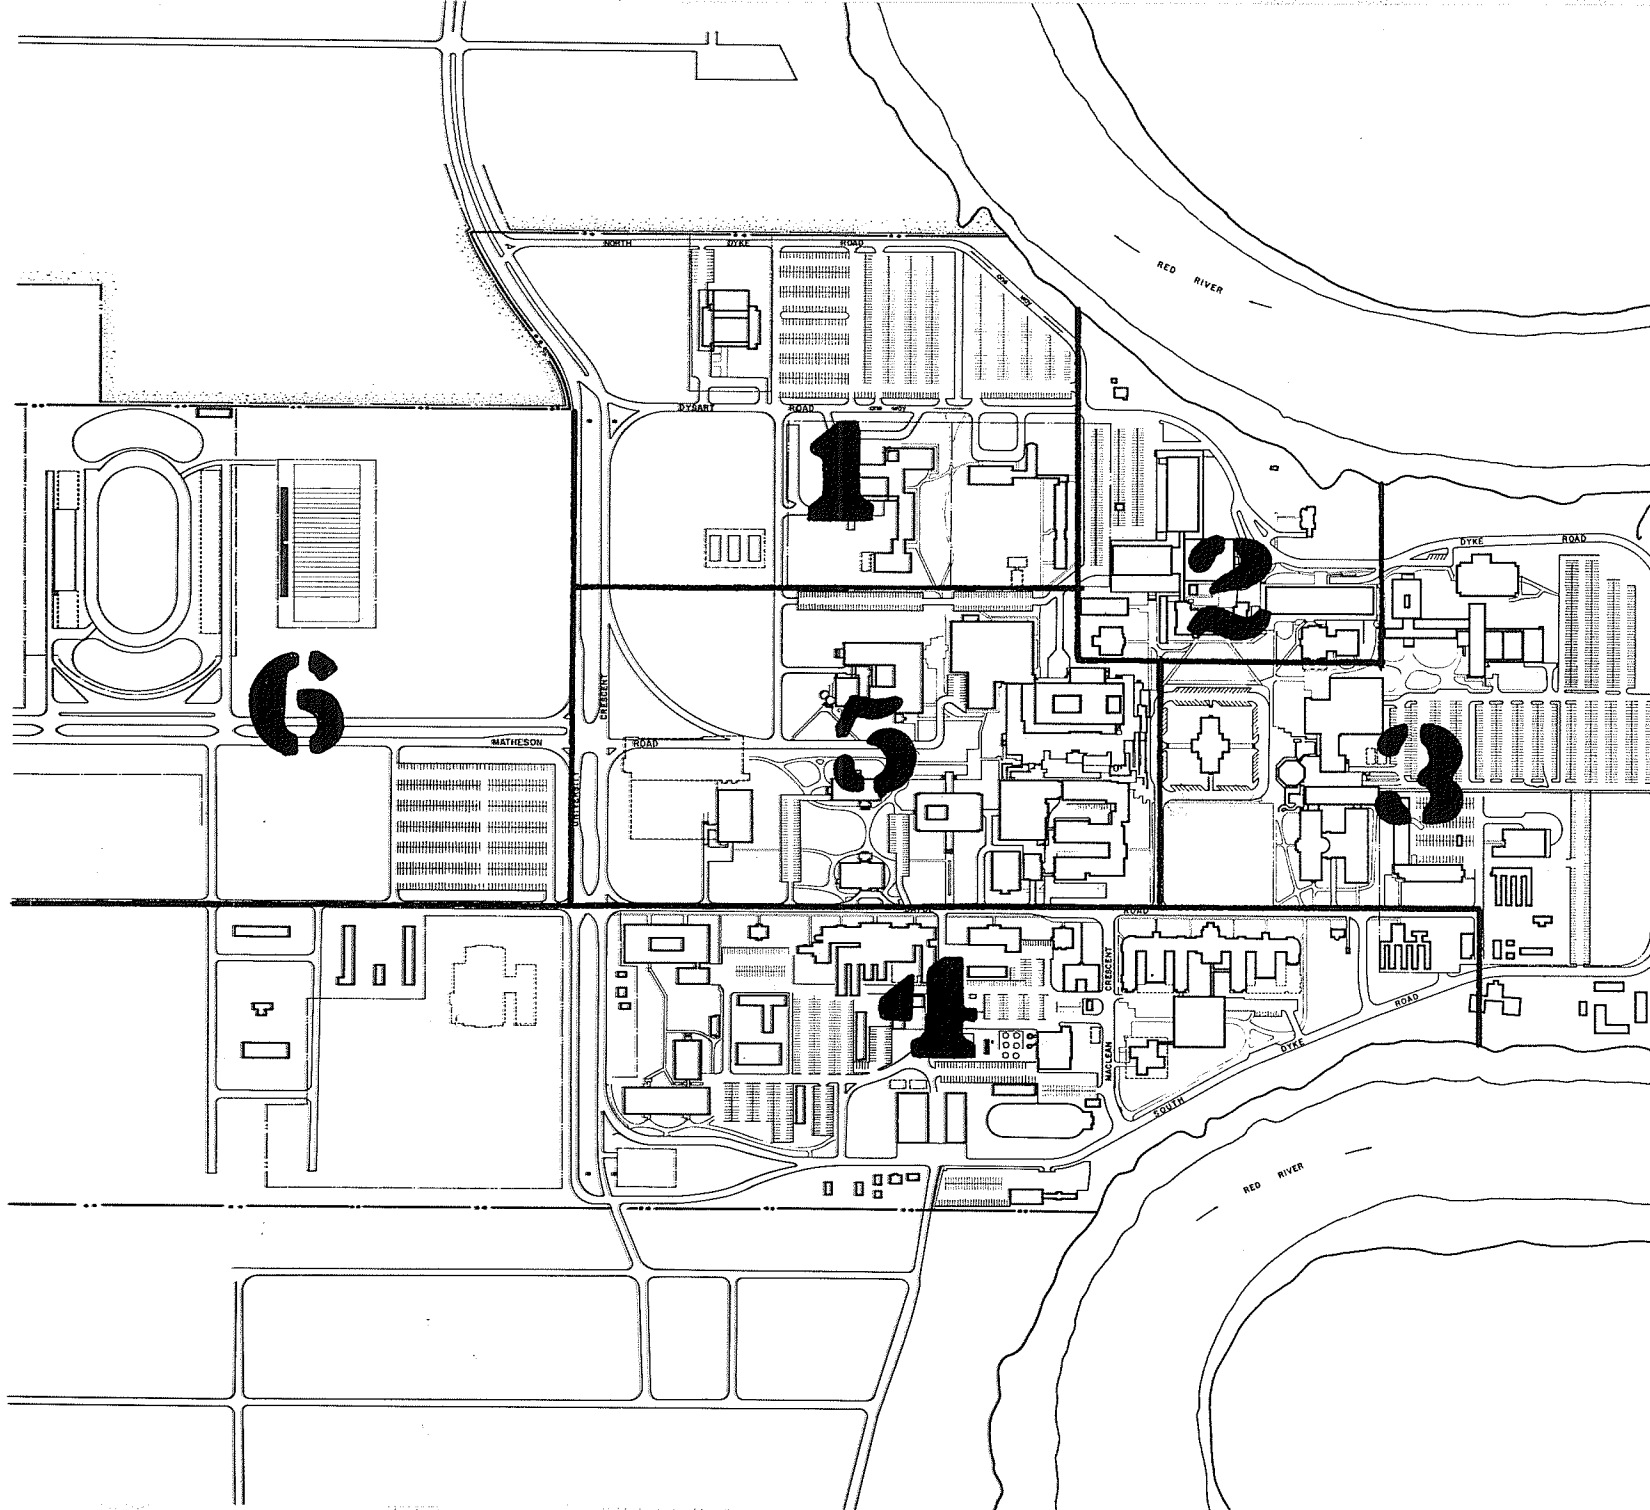 NORTH DYKE ROAD
one way
RED RIVER
DYSART ROAD
one way
1
DYKE ROAD
2
6
CRESCENT
5
MATHESON ROAD
3
UNIVERSITY
ROAD
4
CRESCENT
MACLEAN
ROAD
DYKE
SOUTH
RED RIVER